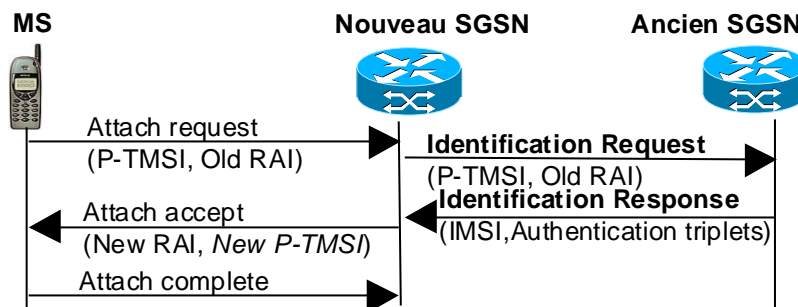 MS
Nouveau SGSN
Ancien SGSN
Attach request
(P-TMSI, Old RAI)
Identification Request
(P-TMSI, Old RAI)
Identification Response
(IMSI,Authentication triplets)
Attach accept
(New RAI, New P-TMSI)
Attach complete